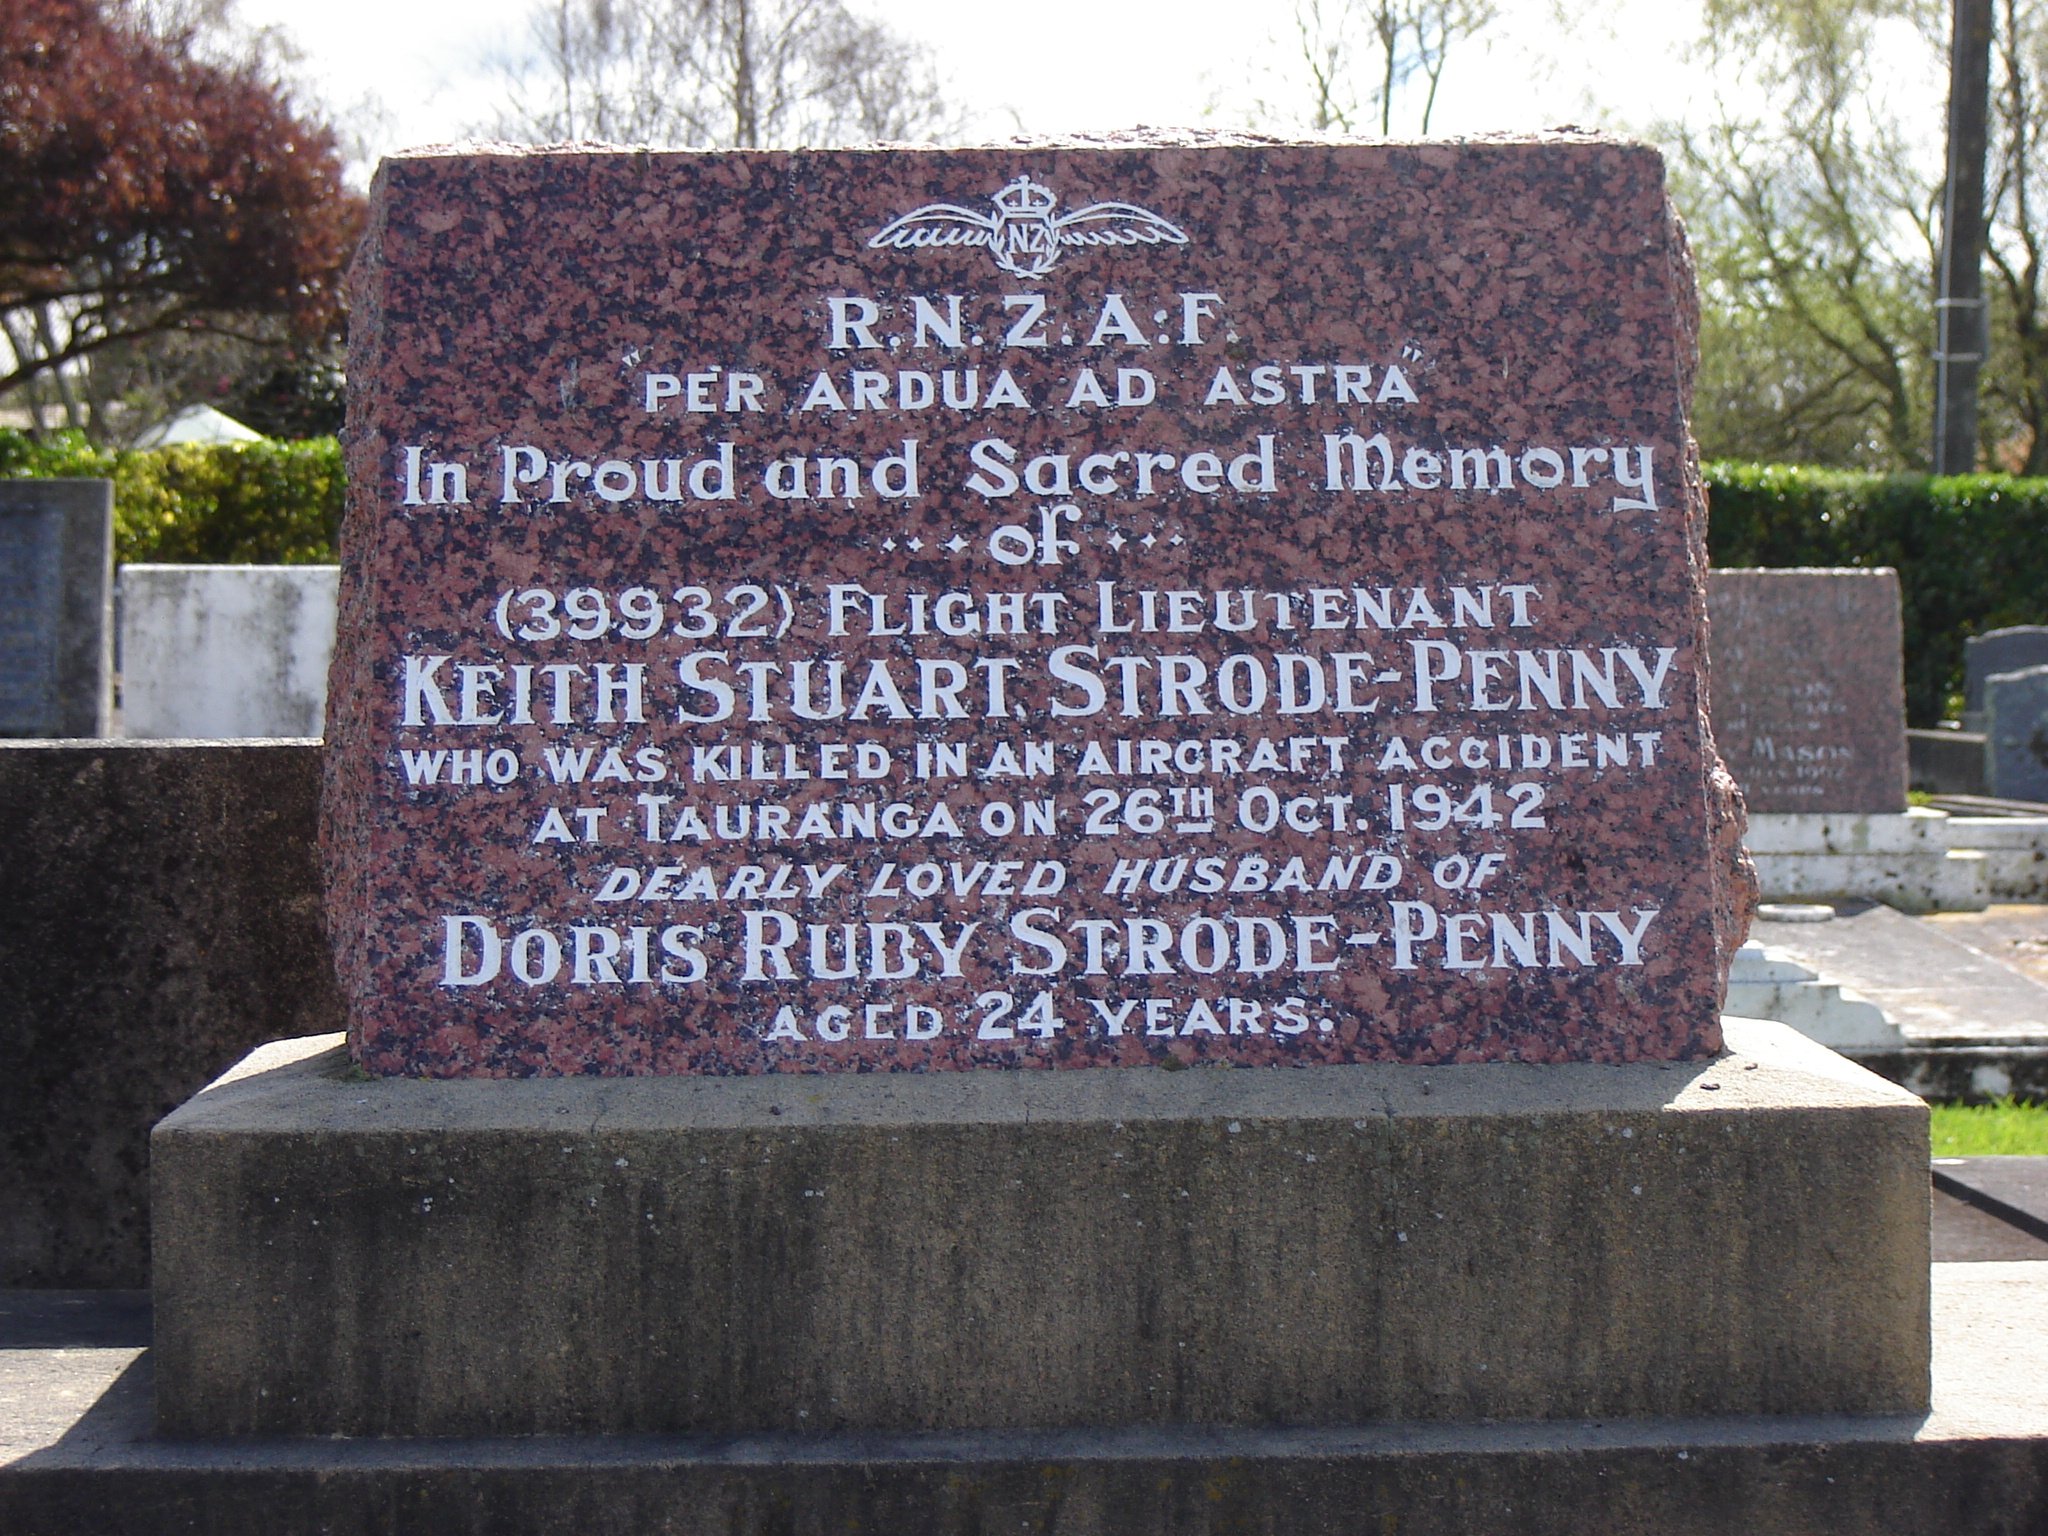 NZ
R.N.Z.A.F.
"PER ARDUA AD ASTRA"
In Proud and Sacred Memory
....of....
(39932) FLIGHT LIEUTENANT
KEITH STUART STRODE-PENNY
WHO WAS KILLED IN AN AIRCRAFT ACCIDENT
AT TAURANGA ON 26TH OCT. 1942
DEARLY LOVED HUSBAND OF
DORIS RUBY STRODE-PENNY
AGED 24 YEARS.
MASON